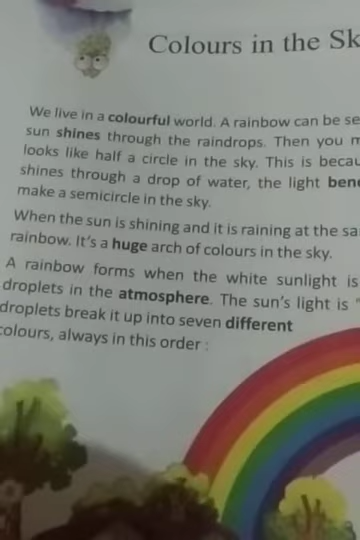 Colours in the Sk
We live in a colourful world. A rainbow can be se
sun shines through the raindrops. Then you m
looks like half a circle in the sky. This is becau
shines through a drop of water, the light ben
make a semicircle in the sky.
When the sun is shining and it is raining at the sa
rainbow. It's a huge arch of colours in the sky.
A rainbow forms when the white sunlight is
droplets in the atmosphere. The sun's light is "
droplets break it up into seven different
colours, always in this order :